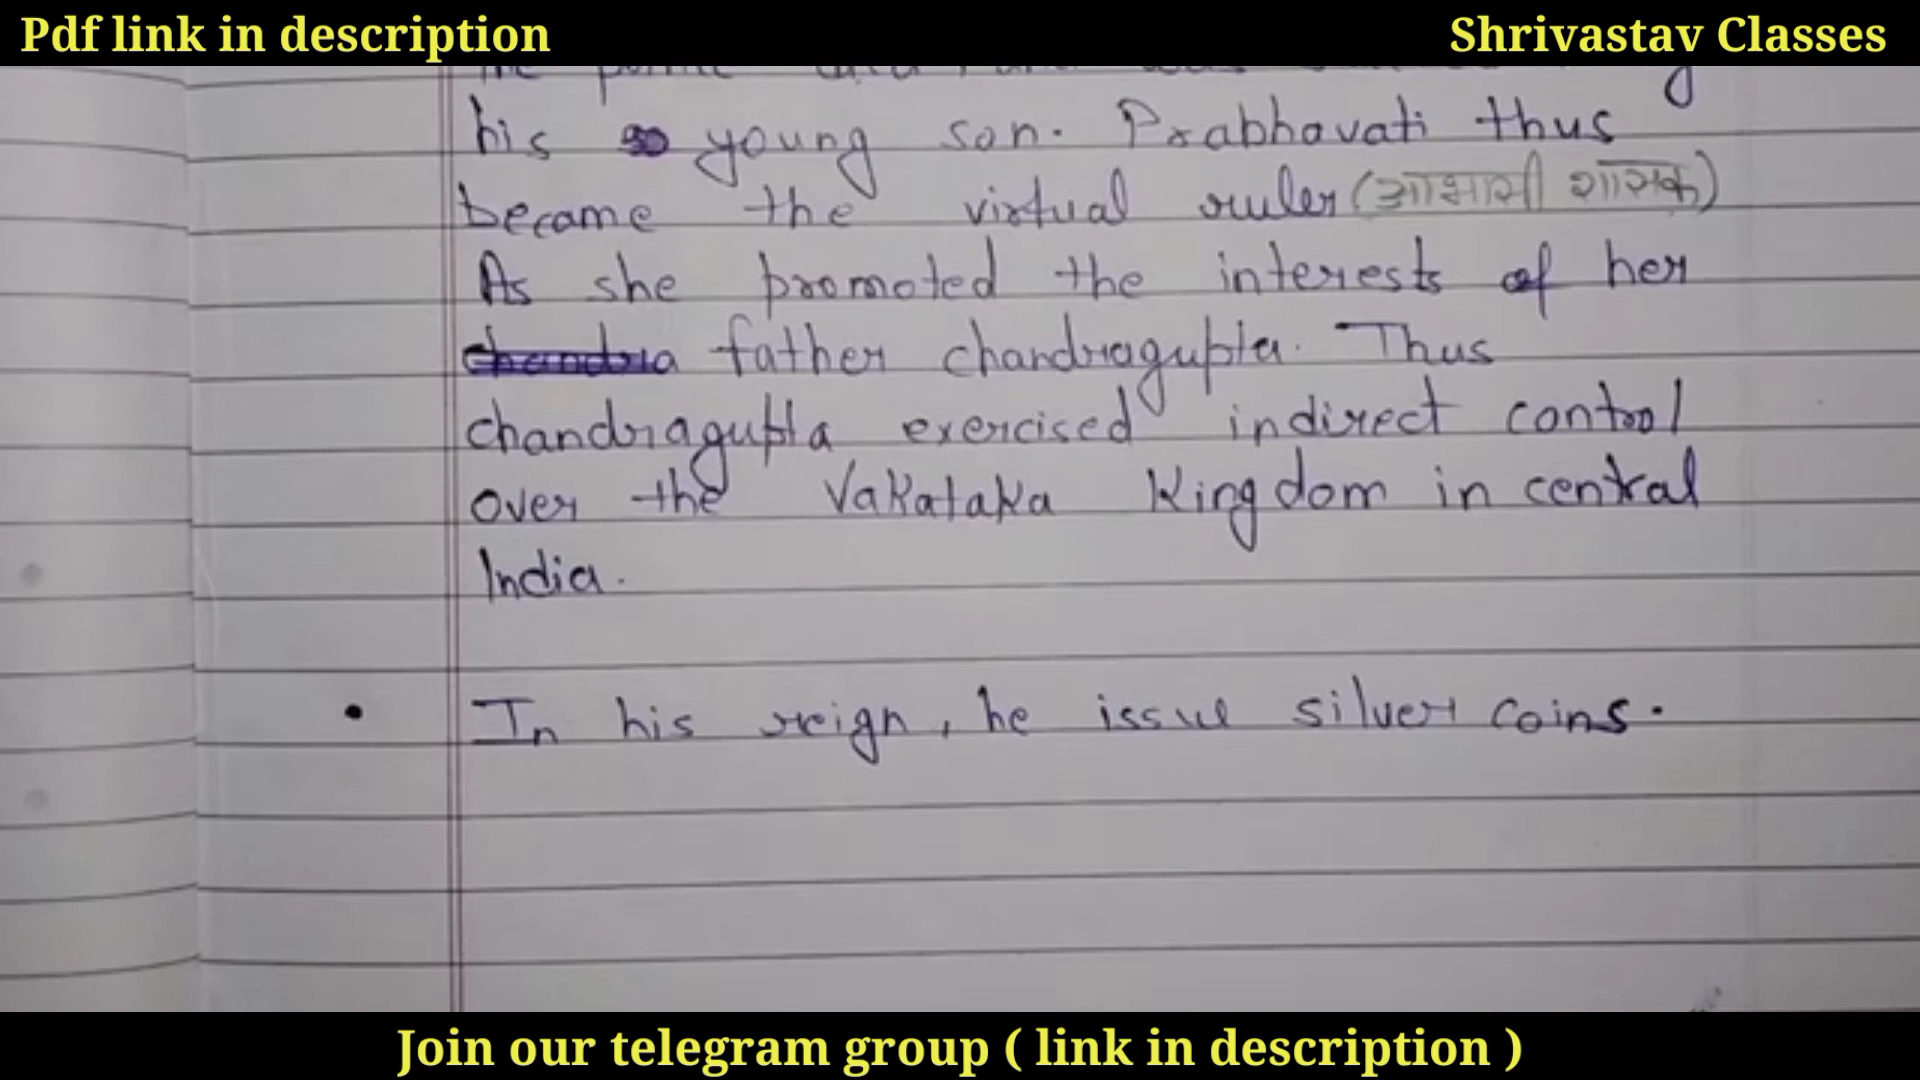 Pdf link in description
Shrivastav Classes
his young son. Prabhavati thus
became the virtual ruler (आभासी शासक)
As she promoted the interests of her
father chandragupta. Thus
chandragupta exercised indirect control
over the Vakataka Kingdom in central
India.
• In his reign, he issue silver coins.
Join our telegram group ( link in description )